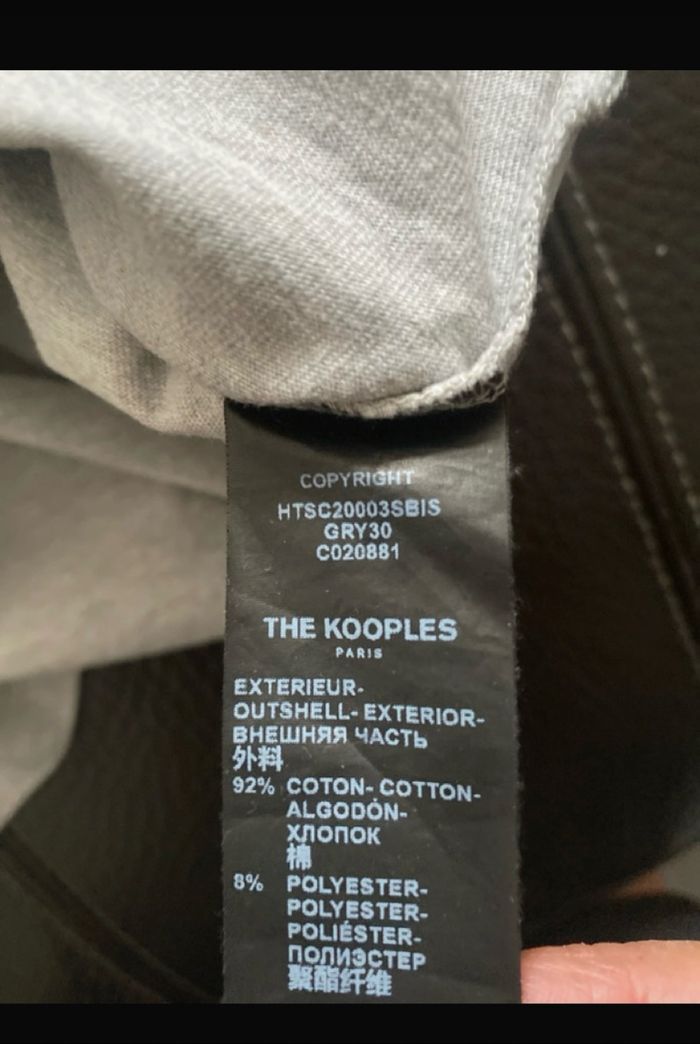 COPYRIGHT
HTSC20003SBIS
GRY30
C020881
THE KOOPLES
PARIS
EXTERIEUR-
OUTSHELL- EXTERIOR-
ВНЕШНЯЯ ЧАСТЬ
外料
92% COTON- COTTON-
ALGODÓN-
ХЛОПОК
棉
8% POLYESTER-
POLYESTER-
POLIÉSTER-
ПОЛИЭСТЕР
聚酯纤维